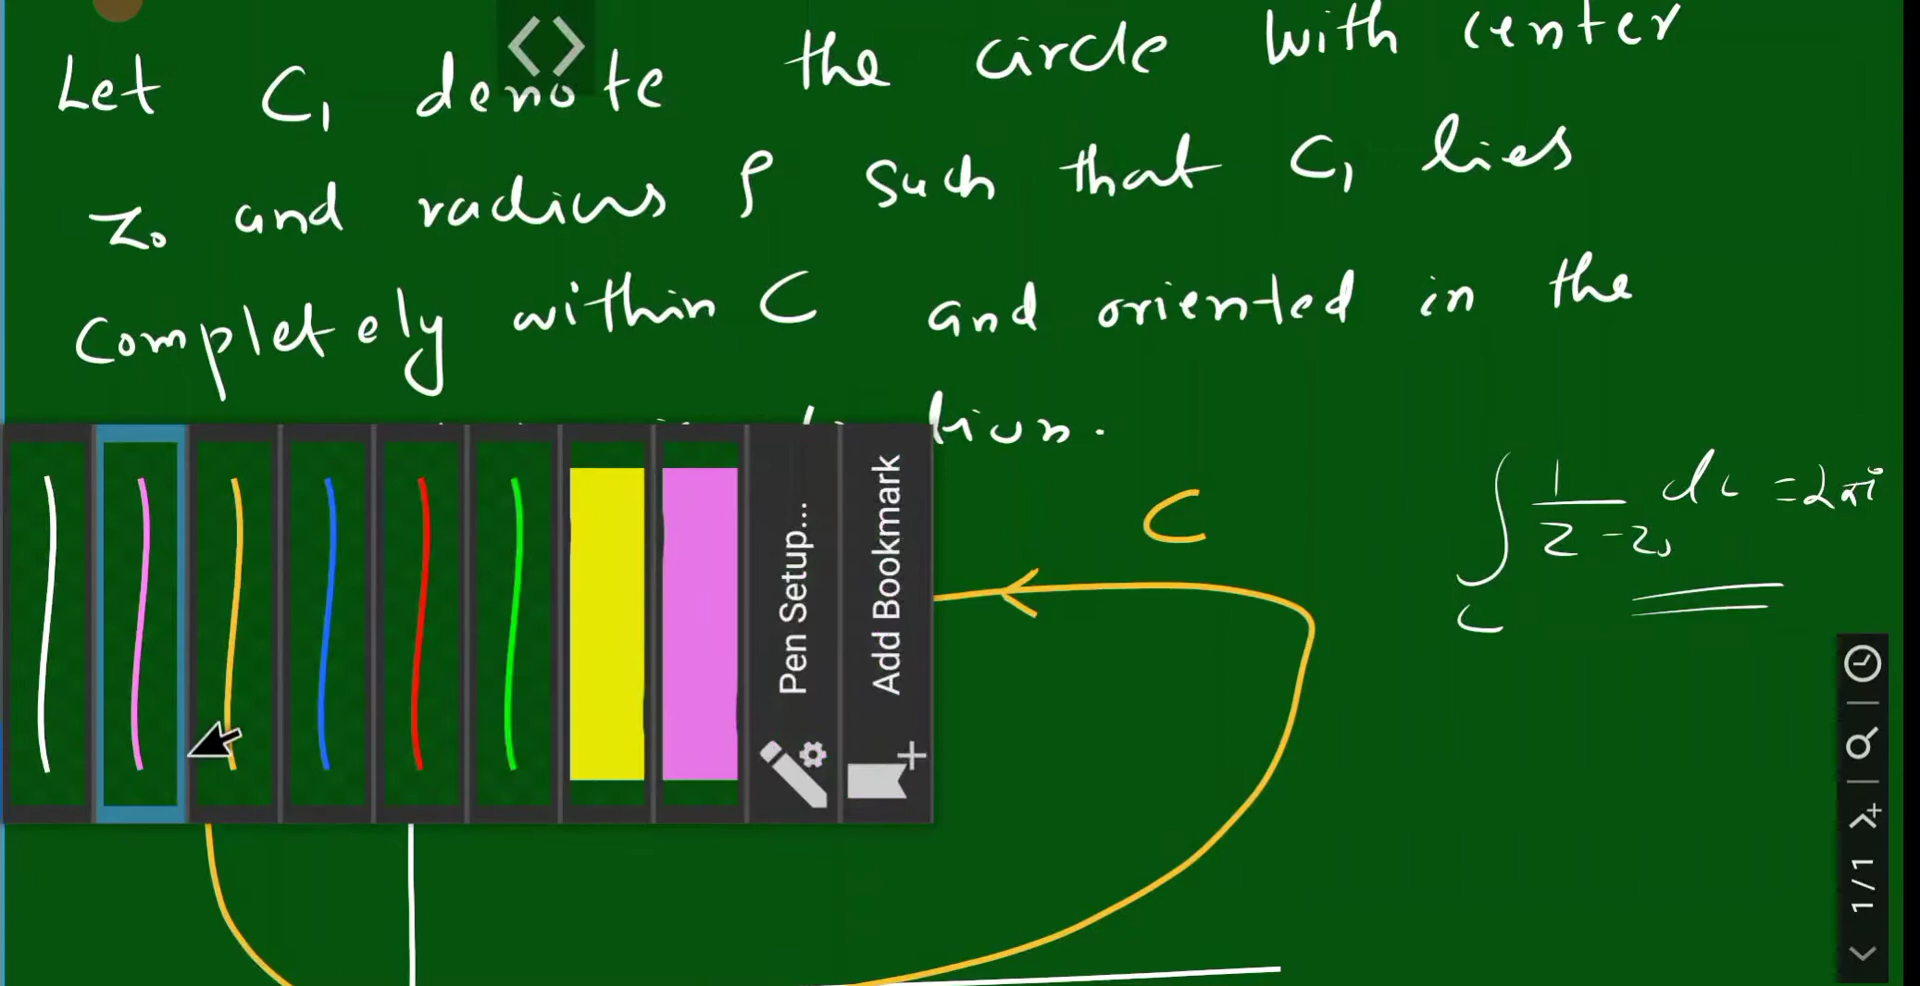 Let C₁ denote the circle with center
z₀ and radius ρ such that C₁ lies
completely within C and oriented in the
Pen Setup...
Add Bookmark
C
∫_C 1/(z-z₀) dz = 2πi
1/1